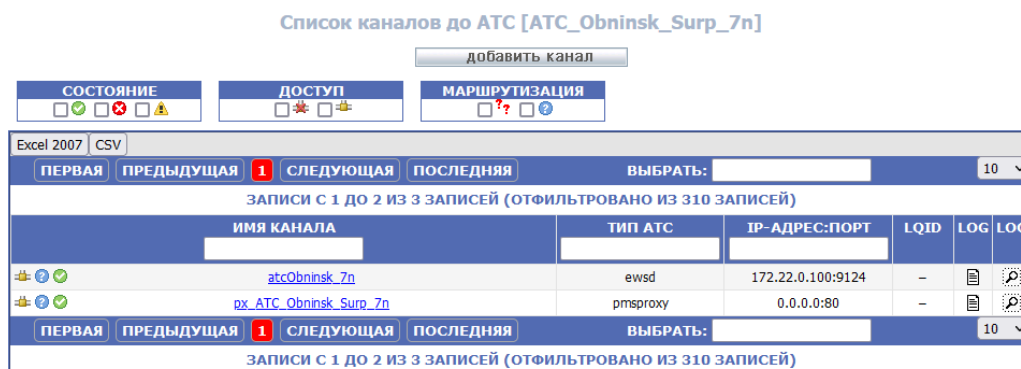 Список каналов до АТС [ATC_Obninsk_Surp_7n]
добавить канал
СОСТОЯНИЕ ДОСТУП МАРШРУТИЗАЦИЯ
Excel 2007 CSV
ПЕРВАЯ ПРЕДЫДУЩАЯ 1 СЛЕДУЮЩАЯ ПОСЛЕДНЯЯ ВЫБРАТЬ: 10
ЗАПИСИ С 1 ДО 2 ИЗ 3 ЗАПИСЕЙ (ОТФИЛЬТРОВАНО ИЗ 310 ЗАПИСЕЙ)
ИМЯ КАНАЛА ТИП АТС IP-АДРЕС:ПОРТ LQID LOG LOG
atcObninsk_7n ewsd 172.22.0.100:9124 –
px_ATC_Obninsk_Surp_7n pmsproxy 0.0.0.0:80 –
ПЕРВАЯ ПРЕДЫДУЩАЯ 1 СЛЕДУЮЩАЯ ПОСЛЕДНЯЯ ВЫБРАТЬ: 10
ЗАПИСИ С 1 ДО 2 ИЗ 3 ЗАПИСЕЙ (ОТФИЛЬТРОВАНО ИЗ 310 ЗАПИСЕЙ)